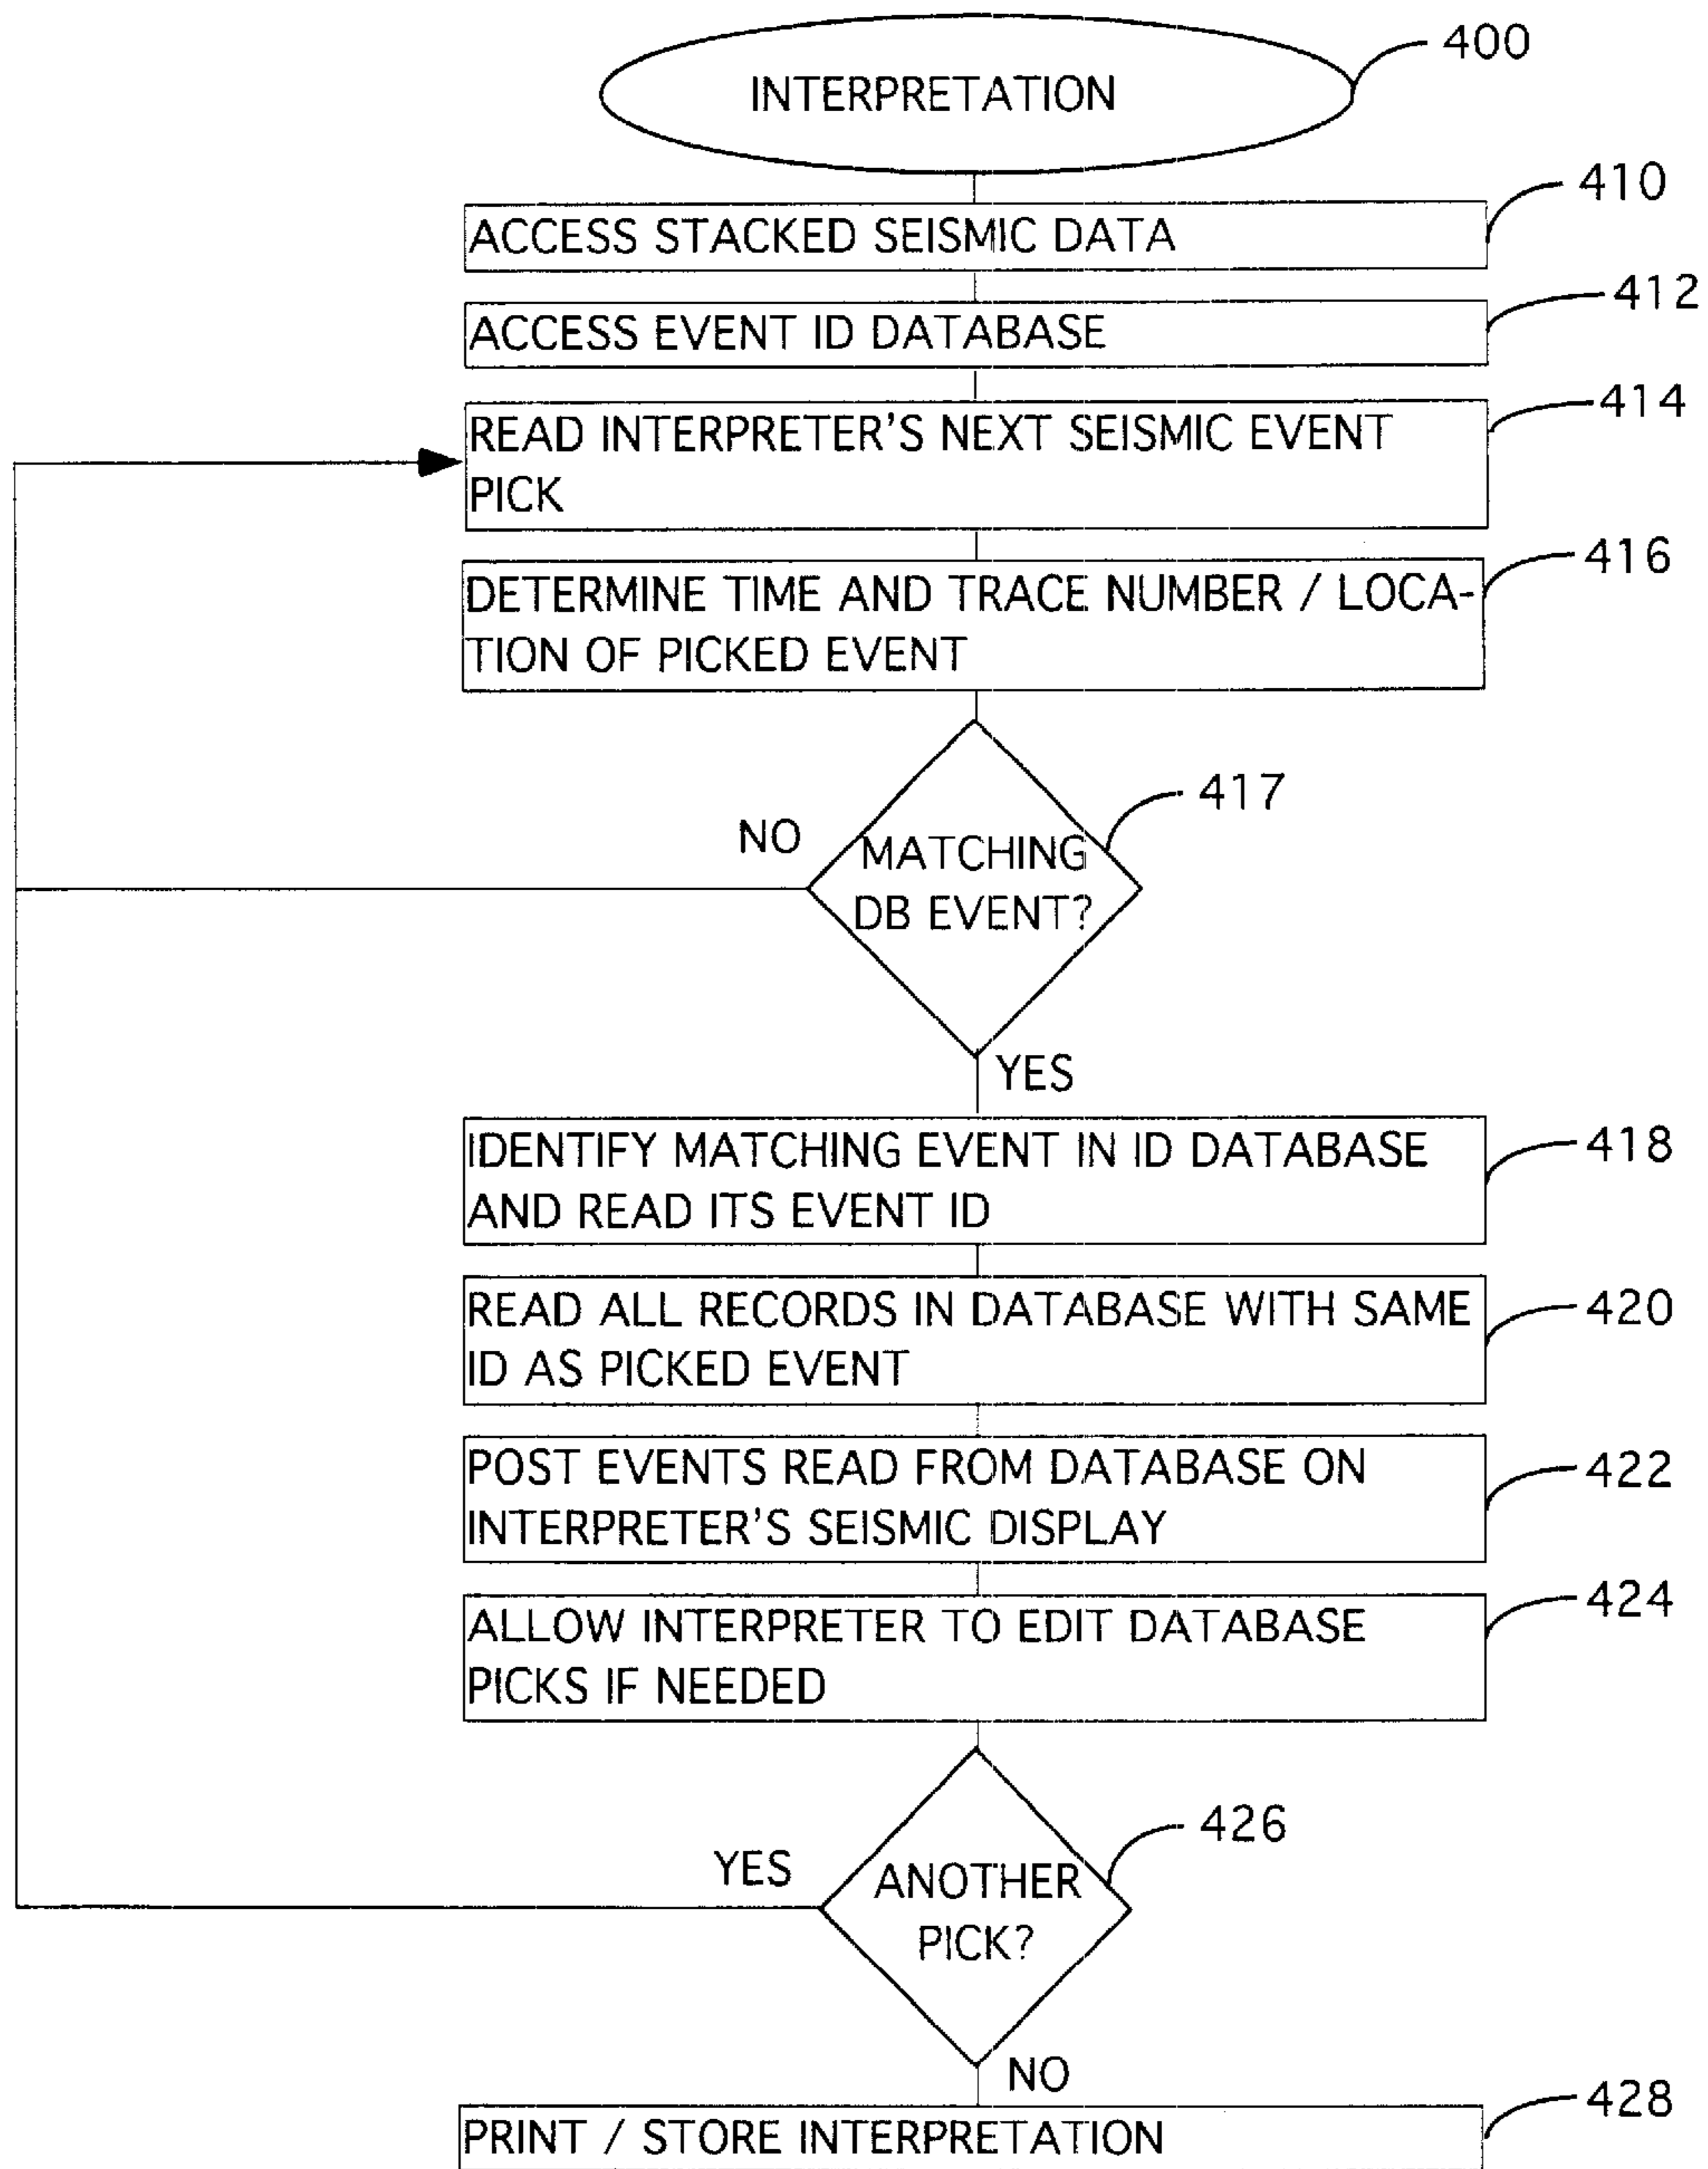 INTERPRETATION
400
ACCESS STACKED SEISMIC DATA
410
ACCESS EVENT ID DATABASE
412
READ INTERPRETER'S NEXT SEISMIC EVENT
PICK
414
DETERMINE TIME AND TRACE NUMBER / LOCA-
TION OF PICKED EVENT
416
MATCHING
DB EVENT?
417
NO
YES
IDENTIFY MATCHING EVENT IN ID DATABASE
AND READ ITS EVENT ID
418
READ ALL RECORDS IN DATABASE WITH SAME
ID AS PICKED EVENT
420
POST EVENTS READ FROM DATABASE ON
INTERPRETER'S SEISMIC DISPLAY
422
ALLOW INTERPRETER TO EDIT DATABASE
PICKS IF NEEDED
424
ANOTHER
PICK?
426
YES
NO
PRINT / STORE INTERPRETATION
428